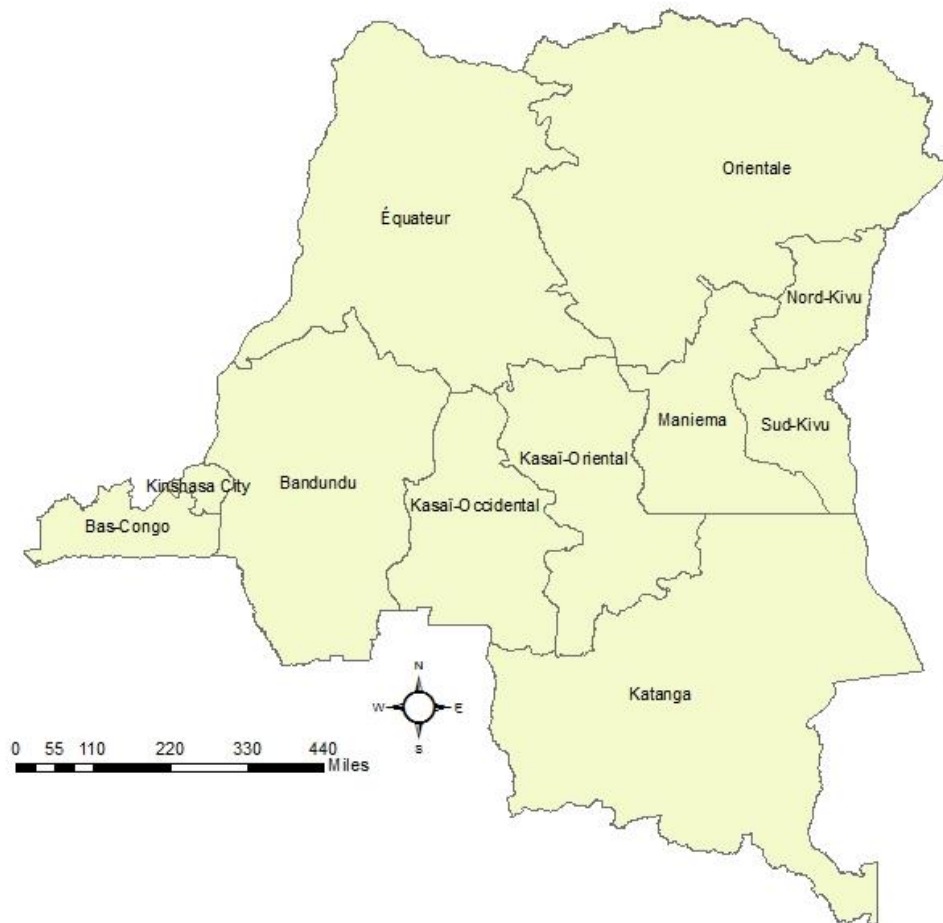 Orientale
Équateur
Nord-Kivu
Maniema
Sud-Kivu
Kasaï-Oriental
Kinshasa City
Bandundu
Kasaï-Occidental
Bas-Congo
N
W E
S
Katanga
0 55 110 220 330 440
Miles